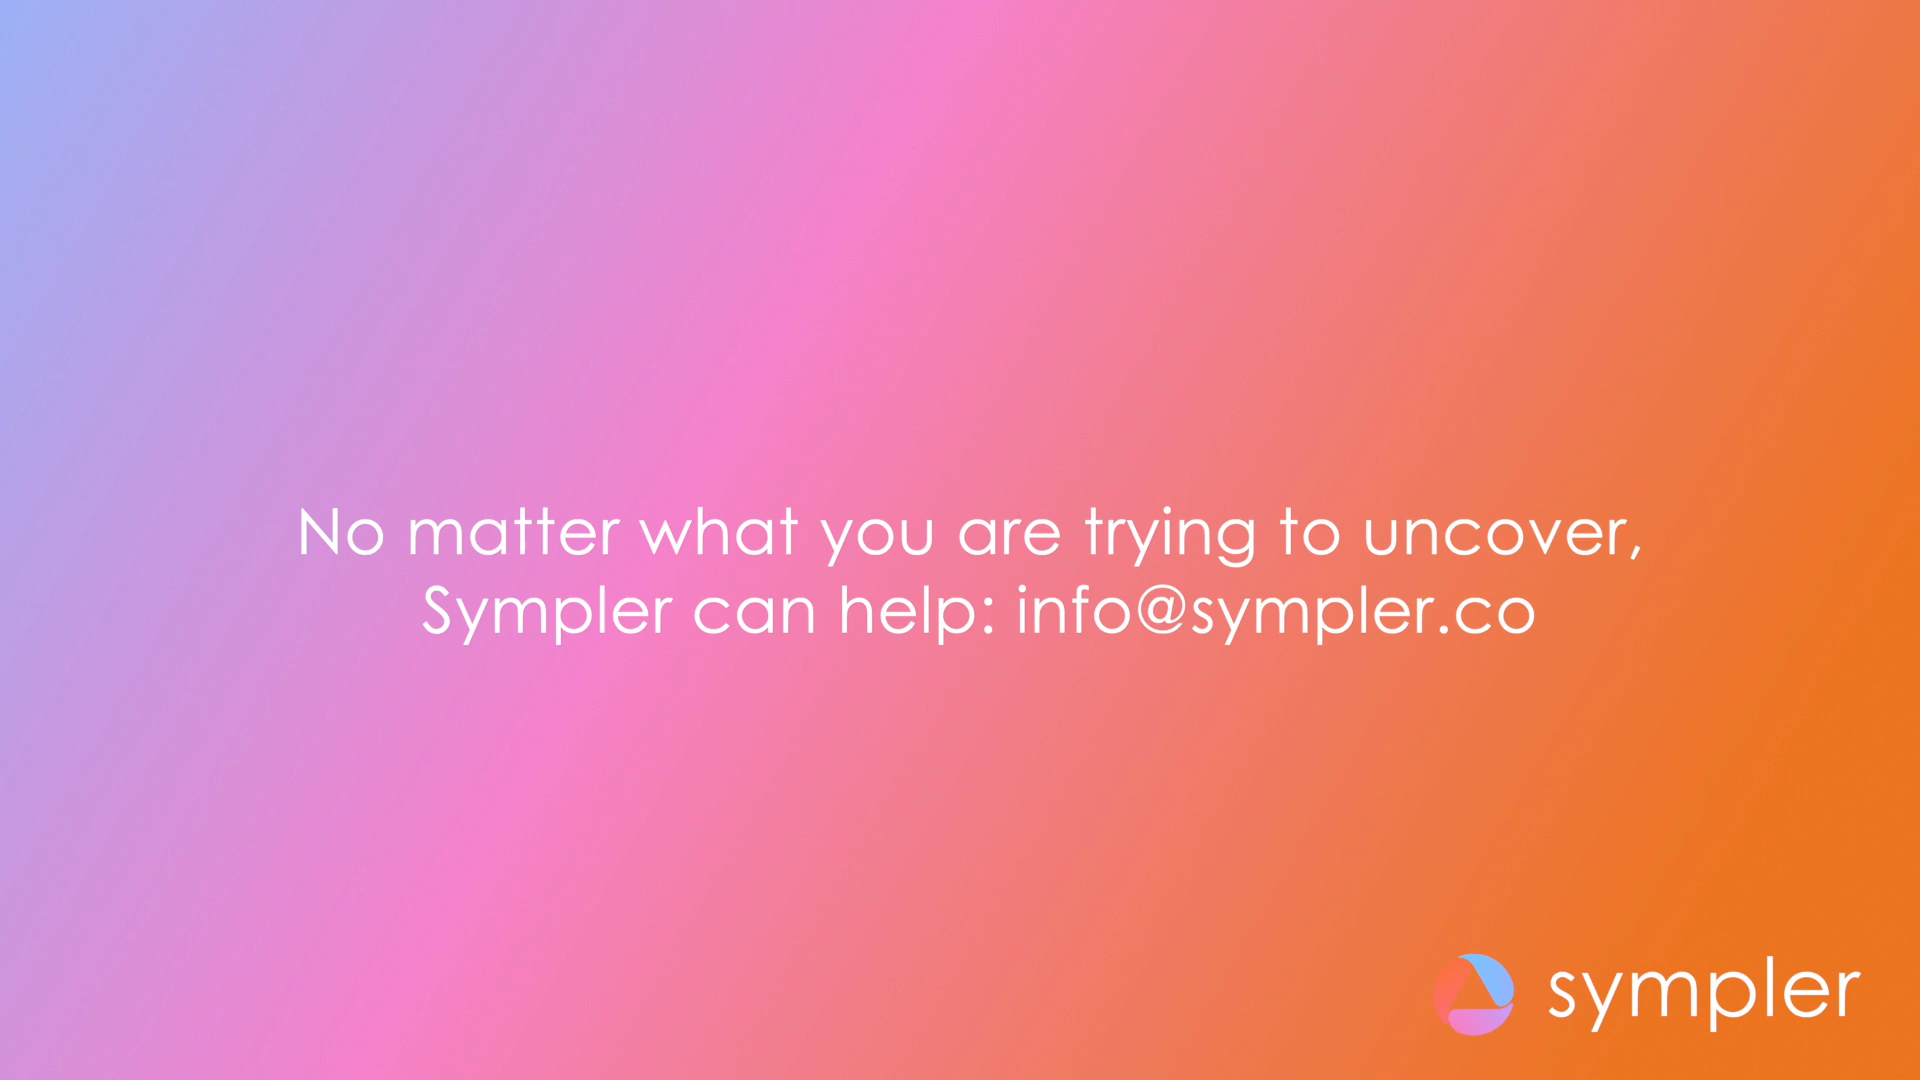 No matter what you are trying to uncover,
Sympler can help: info@sympler.co
sympler